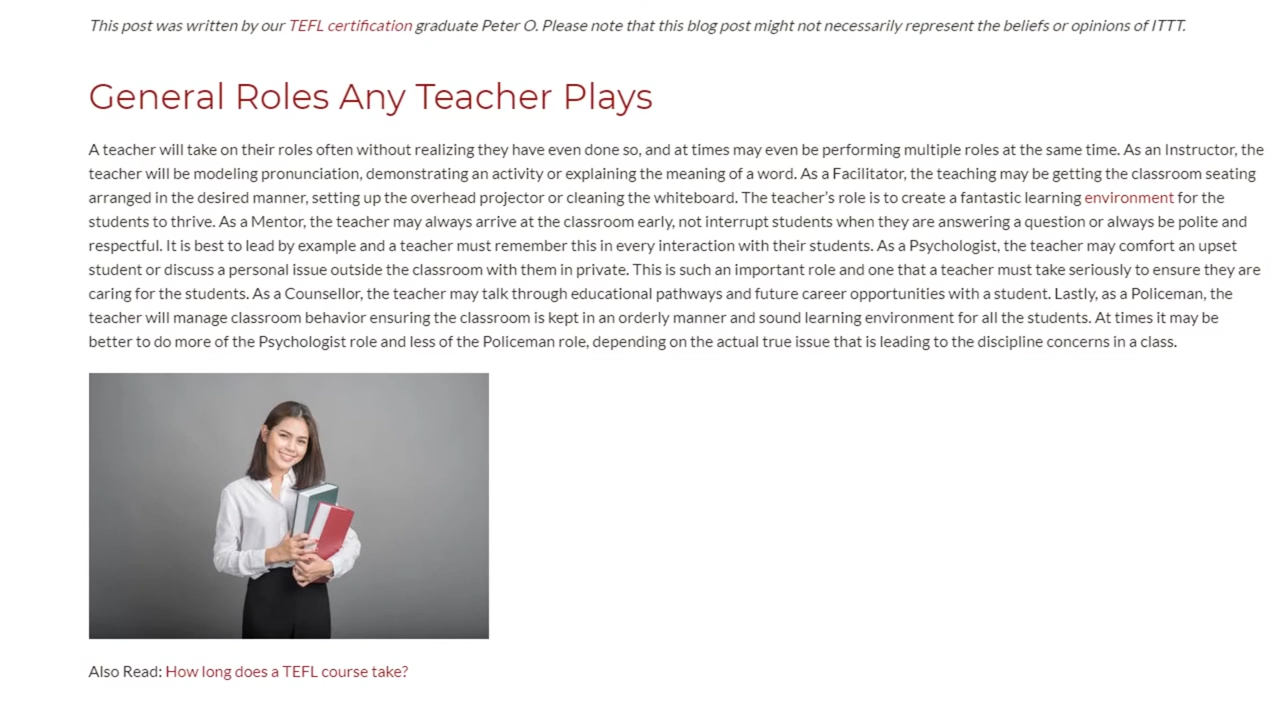 This post was written by our TEFL certification graduate Peter O. Please note that this blog post might not necessarily represent the beliefs or opinions of ITTT.
General Roles Any Teacher Plays
A teacher will take on their roles often without realizing they have even done so, and at times may even be performing multiple roles at the same time. As an Instructor, the
teacher will be modeling pronunciation, demonstrating an activity or explaining the meaning of a word. As a Facilitator, the teaching may be getting the classroom seating
arranged in the desired manner, setting up the overhead projector or cleaning the whiteboard. The teacher’s role is to create a fantastic learning environment for the
students to thrive. As a Mentor, the teacher may always arrive at the classroom early, not interrupt students when they are answering a question or always be polite and
respectful. It is best to lead by example and a teacher must remember this in every interaction with their students. As a Psychologist, the teacher may comfort an upset
student or discuss a personal issue outside the classroom with them in private. This is such an important role and one that a teacher must take seriously to ensure they are
caring for the students. As a Counsellor, the teacher may talk through educational pathways and future career opportunities with a student. Lastly, as a Policeman, the
teacher will manage classroom behavior ensuring the classroom is kept in an orderly manner and sound learning environment for all the students. At times it may be
better to do more of the Psychologist role and less of the Policeman role, depending on the actual true issue that is leading to the discipline concerns in a class.
Also Read: How long does a TEFL course take?